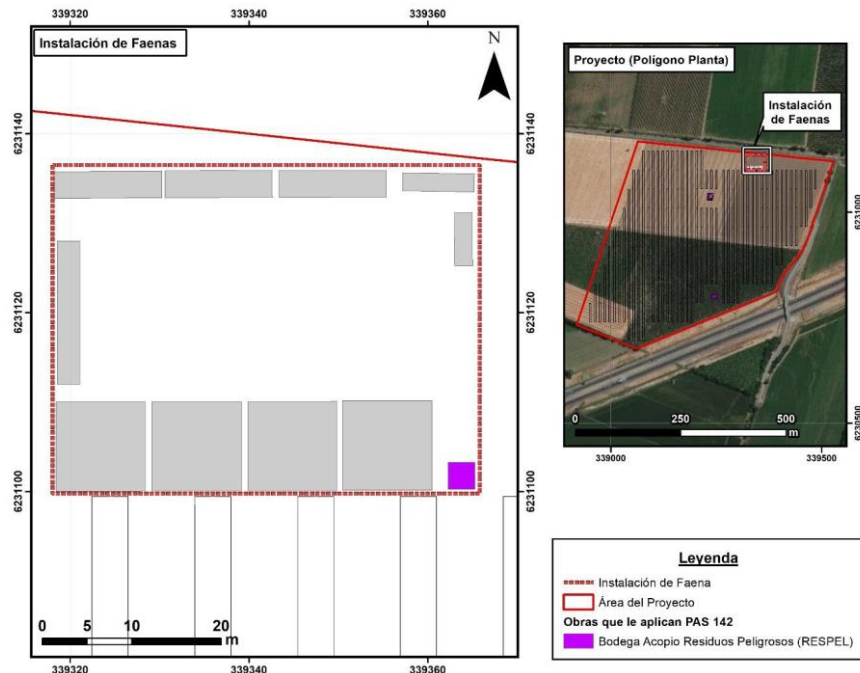 339320
339340
339360
Instalación de Faenas
N
6231140
6231120
6231100
6231140
6231120
6231100
0
5
10
20
m
339320
339340
339360
Proyecto (Polígono Planta)
Instalación
de Faenas
6231000
6230500
0
250
500
m
339000
339500
Leyenda
Instalación de Faena
Área del Proyecto
Obras que le aplican PAS 142
Bodega Acopio Residuos Peligrosos (RESPEL)